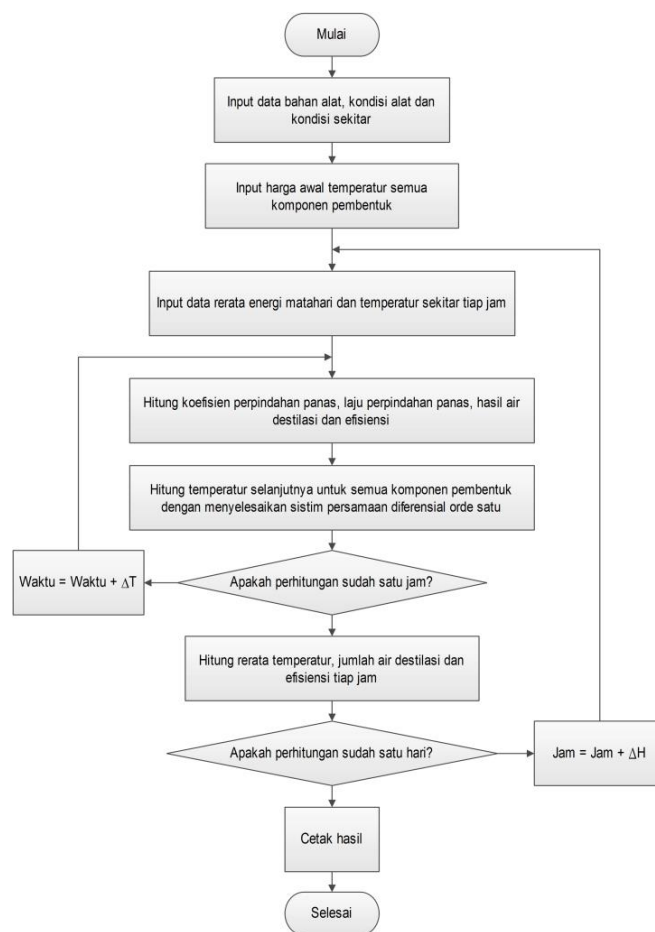 Mulai
Input data bahan alat, kondisi alat dan
kondisi sekitar
Input harga awal temperatur semua
komponen pembentuk
Input data rerata energi matahari dan temperatur sekitar tiap jam
Hitung koefisien perpindahan panas, laju perpindahan panas, hasil air
destilasi dan efisiensi
Hitung temperatur selanjutnya untuk semua komponen pembentuk
dengan menyelesaikan sistim persamaan diferensial orde satu
Waktu = Waktu + ΔT
Apakah perhitungan sudah satu jam?
Hitung rerata temperatur, jumlah air destilasi dan
efisiensi tiap jam
Apakah perhitungan sudah satu hari?
Jam = Jam + ΔH
Cetak hasil
Selesai